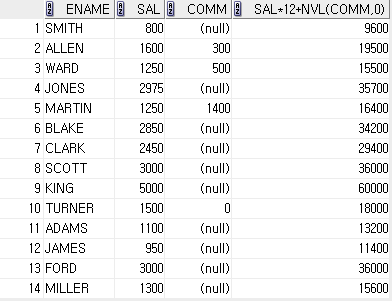 ENAME SAL COMM SAL*12+NVL(COMM,0)
1 SMITH 800 (null) 9600
2 ALLEN 1600 300 19500
3 WARD 1250 500 15500
4 JONES 2975 (null) 35700
5 MARTIN 1250 1400 16400
6 BLAKE 2850 (null) 34200
7 CLARK 2450 (null) 29400
8 SCOTT 3000 (null) 36000
9 KING 5000 (null) 60000
10 TURNER 1500 0 18000
11 ADAMS 1100 (null) 13200
12 JAMES 950 (null) 11400
13 FORD 3000 (null) 36000
14 MILLER 1300 (null) 15600